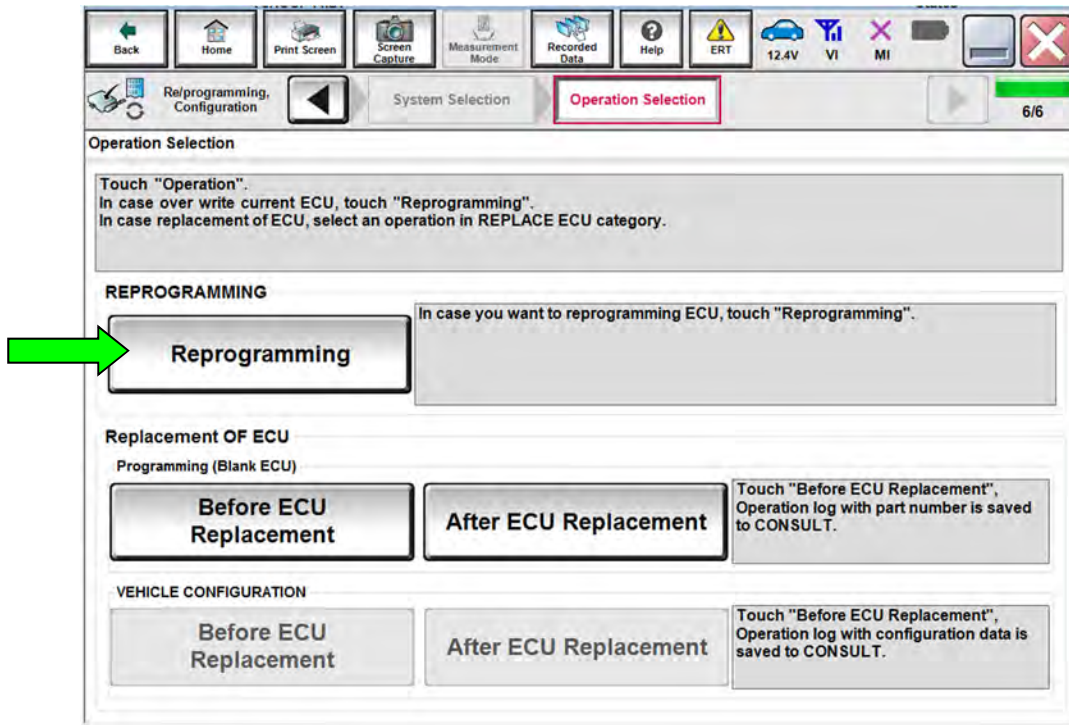 Back
Home
Print Screen
Screen
Capture
Measurement
Mode
Recorded
Data
Help
ERT
12.4V
VI
MI
Re/programming,
Configuration
System Selection
Operation Selection
6/6
Operation Selection
Touch "Operation".
In case over write current ECU, touch "Reprogramming".
In case replacement of ECU, select an operation in REPLACE ECU category.
REPROGRAMMING
Reprogramming
In case you want to reprogramming ECU, touch "Reprogramming".
Replacement OF ECU
Programming (Blank ECU)
Before ECU
Replacement
After ECU Replacement
Touch "Before ECU Replacement",
Operation log with part number is saved
to CONSULT.
VEHICLE CONFIGURATION
Before ECU
Replacement
After ECU Replacement
Touch "Before ECU Replacement",
Operation log with configuration data is
saved to CONSULT.